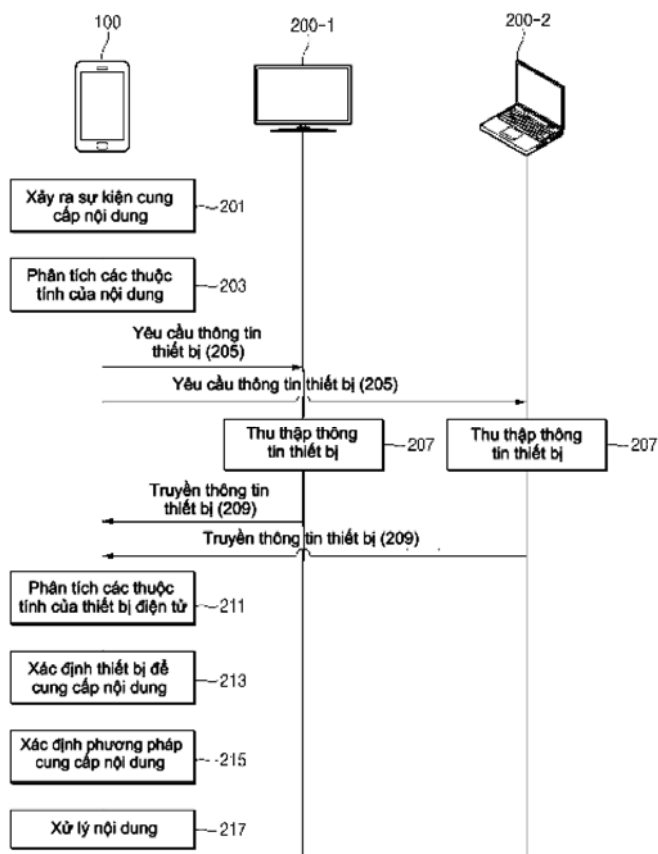 100
200-1
200-2
Xảy ra sự kiện cung
cấp nội dung
201
Phân tích các thuộc
tính của nội dung
203
Yêu cầu thông tin
thiết bị (205)
Yêu cầu thông tin thiết bị (205)
Thu thập thông
tin thiết bị
207
Thu thập thông
tin thiết bị
207
Truyền thông tin
thiết bị (209)
Truyền thông tin thiết bị (209)
Phân tích các thuộc
tính của thiết bị điện tử
211
Xác định thiết bị để
cung cấp nội dung
213
Xác định phương pháp
cung cấp nội dung
215
Xử lý nội dung
217